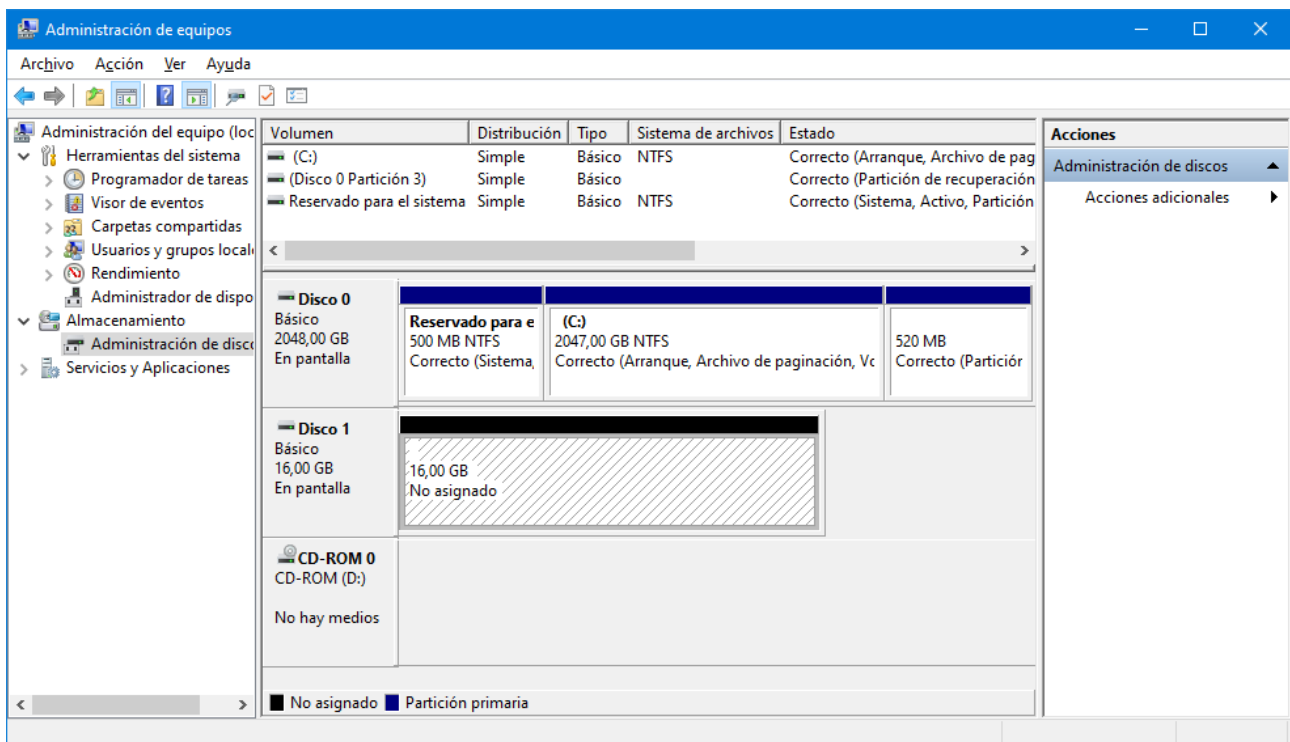 Administración de equipos
Archivo Acción Ver Ayuda
Administración del equipo (loc
Herramientas del sistema
Programador de tareas
Visor de eventos
Carpetas compartidas
Usuarios y grupos locale
Rendimiento
Administrador de dispo
Almacenamiento
Administración de disco
Servicios y Aplicaciones
Volumen Distribución Tipo Sistema de archivos Estado
(C:) Simple Básico NTFS Correcto (Arranque, Archivo de pag
(Disco 0 Partición 3) Simple Básico Correcto (Partición de recuperación
Reservado para el sistema Simple Básico NTFS Correcto (Sistema, Activo, Partición
Disco 0
Básico
2048,00 GB
En pantalla
Reservado para e
500 MB NTFS
Correcto (Sistema,
(C:)
2047,00 GB NTFS
Correcto (Arranque, Archivo de paginación, Vc
520 MB
Correcto (Particiór
Disco 1
Básico
16,00 GB
En pantalla
16,00 GB
No asignado
CD-ROM 0
CD-ROM (D:)
No hay medios
No asignado Partición primaria
Acciones
Administración de discos
Acciones adicionales